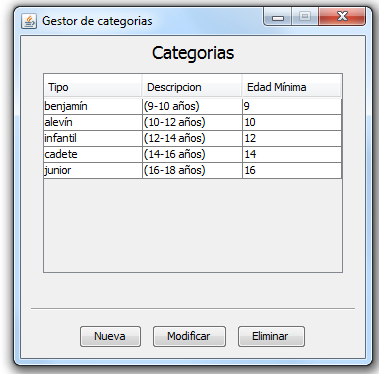 Gestor de categorias
Categorias
Tipo Descripcion Edad Mínima
benjamín (9-10 años) 9
alevín (10-12 años) 10
infantil (12-14 años) 12
cadete (14-16 años) 14
junior (16-18 años) 16
Nueva Modificar Eliminar